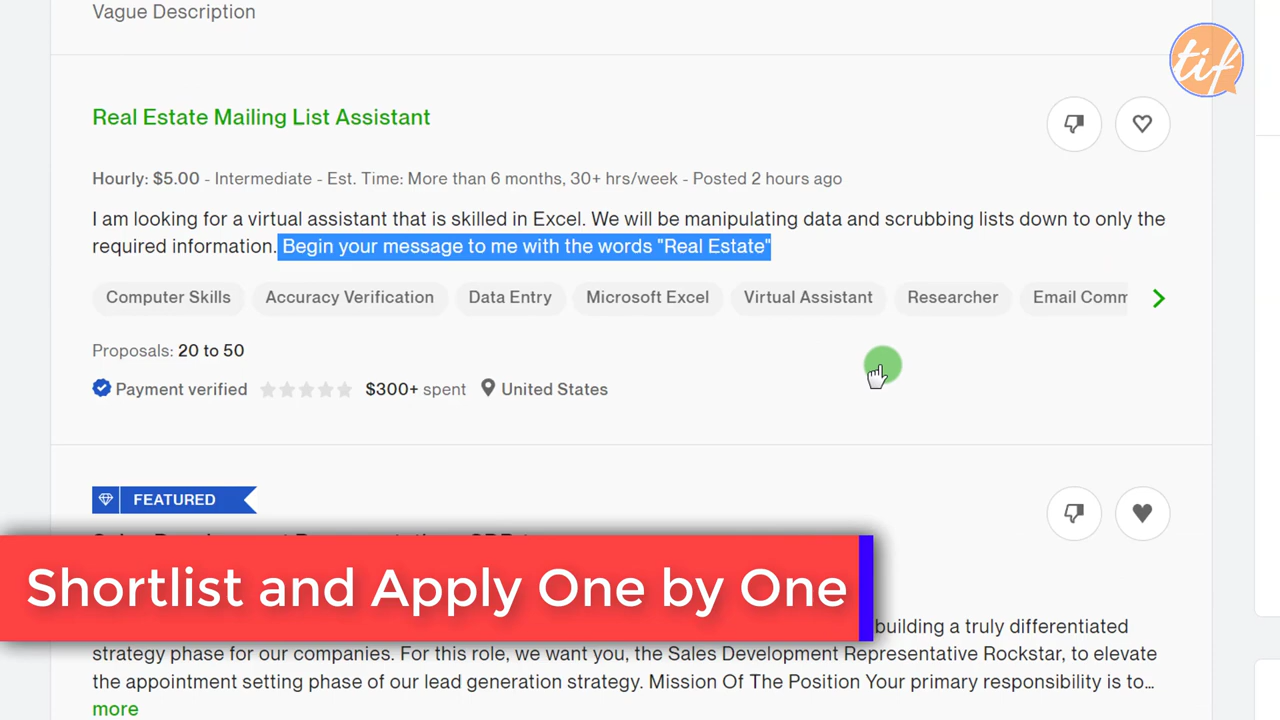 Vague Description
tif
Real Estate Mailing List Assistant
Hourly: $5.00 - Intermediate - Est. Time: More than 6 months, 30+ hrs/week - Posted 2 hours ago
I am looking for a virtual assistant that is skilled in Excel. We will be manipulating data and scrubbing lists down to only the
required information. Begin your message to me with the words "Real Estate"
Computer Skills Accuracy Verification Data Entry Microsoft Excel Virtual Assistant Researcher Email Comm
Proposals: 20 to 50
Payment verified $300+ spent United States
FEATURED
Shortlist and Apply One by One
building a truly differentiated
strategy phase for our companies. For this role, we want you, the Sales Development Representative Rockstar, to elevate
the appointment setting phase of our lead generation strategy. Mission Of The Position Your primary responsibility is to...
more